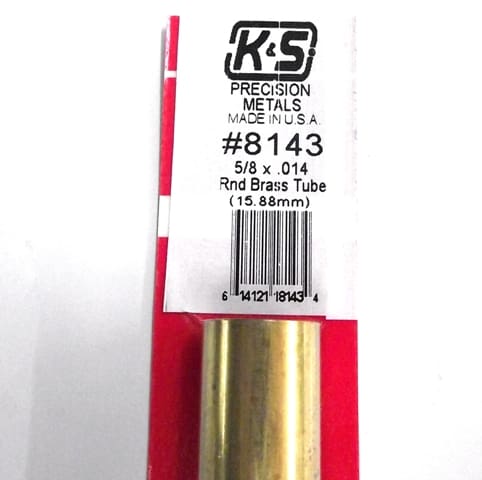 K&S
PRECISION
METALS
MADE IN U.S.A.
#8143
5/8 x .014
Rnd Brass Tube
(15.88mm)
6 14121 18143 4